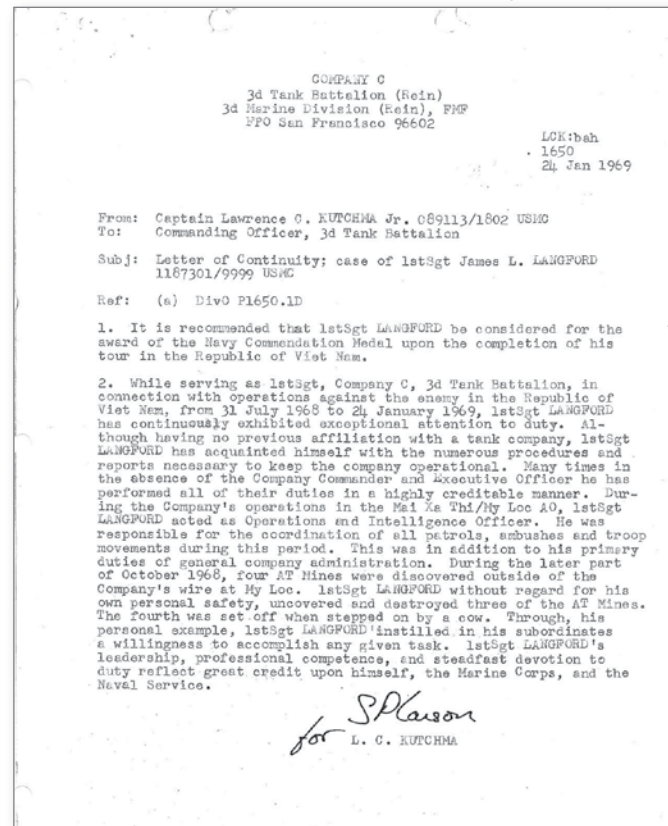 COMPANY C
3d Tank Battalion (Rein)
3d Marine Division (Rein), FMF
FPO San Francisco 96602
LCK:bah
1650
24 Jan 1969
From: Captain Lawrence C. KUTCHMA Jr. 089113/1802 USMC
To: Commanding Officer, 3d Tank Battalion
Subj: Letter of Continuity; case of 1stSgt James L. LANGFORD
1187301/9999 USMC
Ref: (a) DivO P1650.1D
1. It is recommended that 1stSgt LANGFORD be considered for the
award of the Navy Commendation Medal upon the completion of his
tour in the Republic of Viet Nam.
2. While serving as 1stSgt, Company C, 3d Tank Battalion, in
connection with operations against the enemy in the Republic of
Viet Nam, from 31 July 1968 to 24 January 1969, 1stSgt LANGFORD
has continuously exhibited exceptional attention to duty. Al-
though having no previous affiliation with a tank company, 1stSgt
LANGFORD has acquainted himself with the numerous procedures and
reports necessary to keep the company operational. Many times in
the absence of the Company Commander and Executive Officer he has
performed all of their duties in a highly creditable manner. Dur-
ing the Company's operations in the Mai Xa Thi/My Loc AO, 1stSgt
LANGFORD acted as Operations and Intelligence Officer. He was
responsible for the coordination of all patrols, ambushes and troop
movements during this period. This was in addition to his primary
duties of general company administration. During the later part
of October 1968, four AT Mines were discovered outside of the
Company's wire at My Loc. 1stSgt LANGFORD without regard for his
own personal safety, uncovered and destroyed three of the AT Mines.
The fourth was set off when stepped on by a cow. Through, his
personal example, 1stSgt LANGFORD instilled in his subordinates
a willingness to accomplish any given task. 1stSgt LANGFORD's
leadership, professional competence, and steadfast devotion to
duty reflect great credit upon himself, the Marine Corps, and the
Naval Service.
for L. C. KUTCHMA